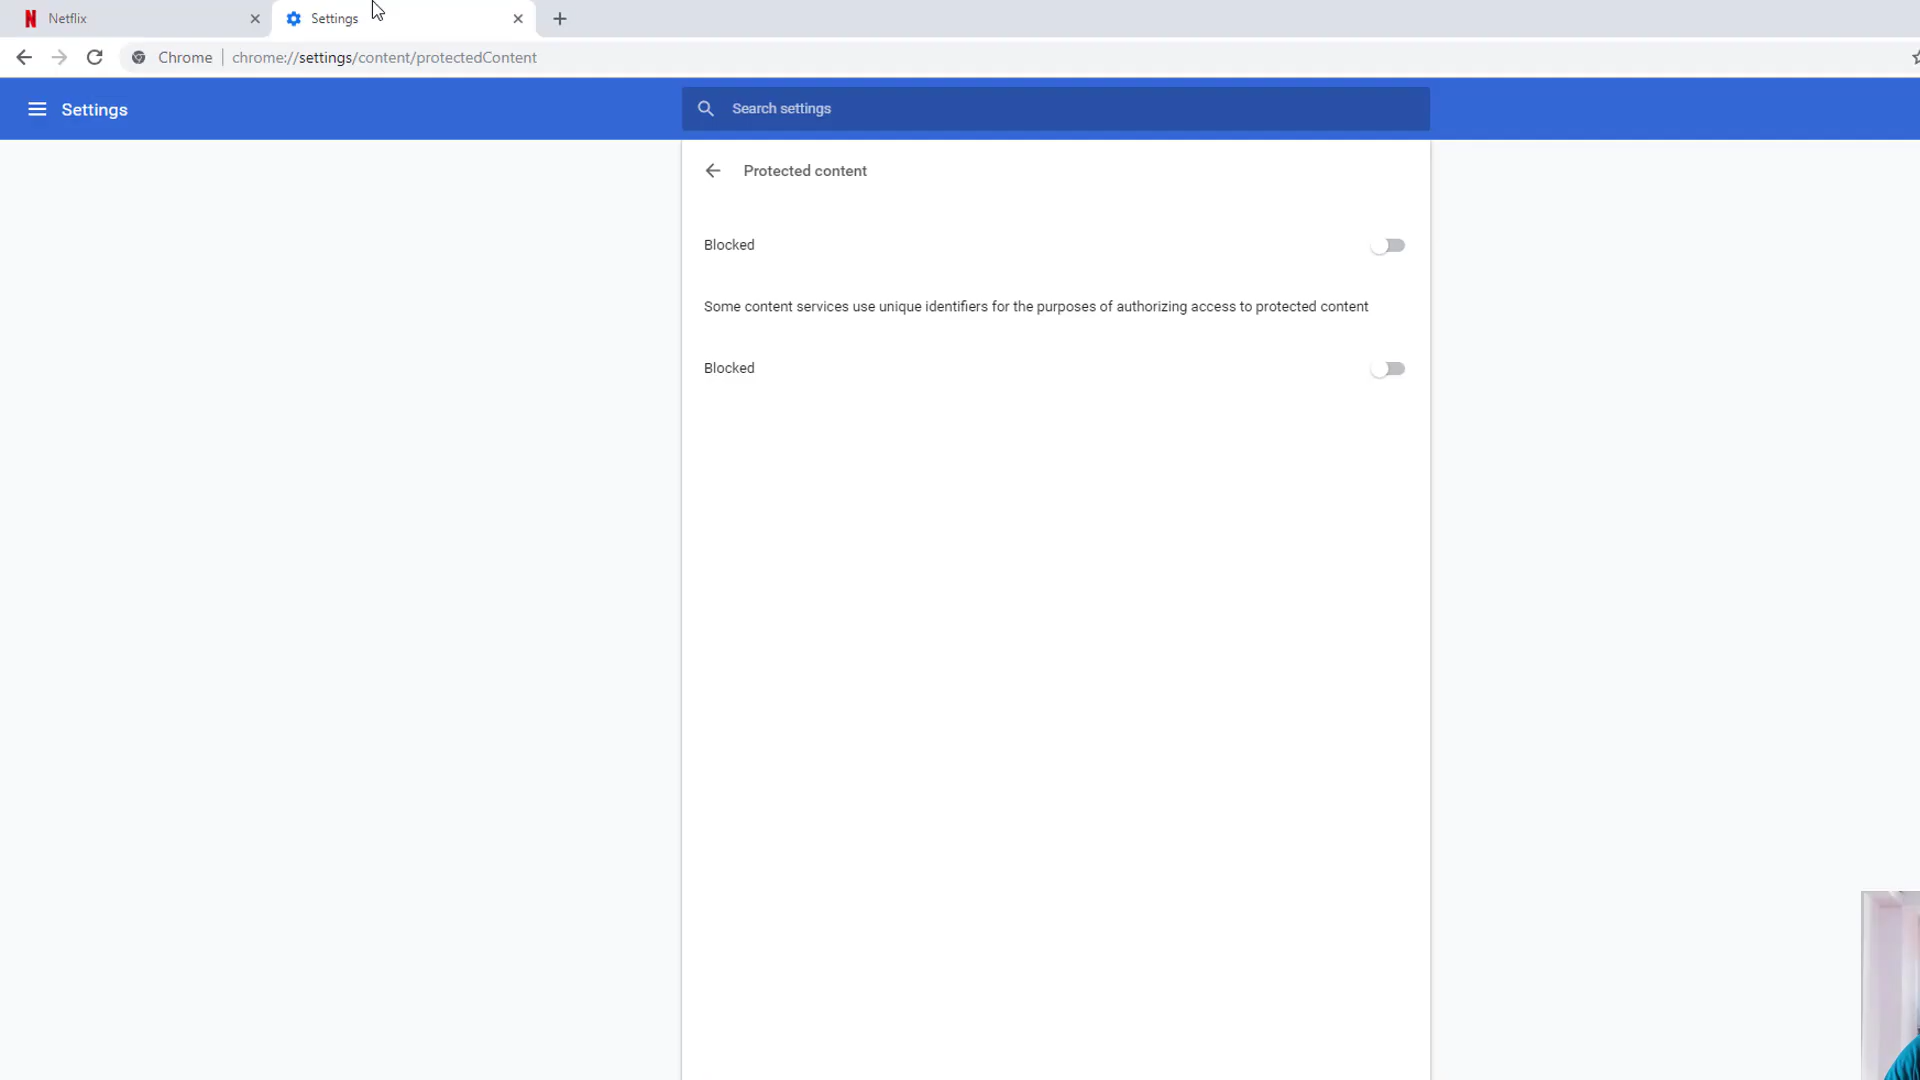 Netflix
Settings
Chrome | chrome://settings/content/protectedContent
Settings
Search settings
Protected content
Blocked
Some content services use unique identifiers for the purposes of authorizing access to protected content
Blocked